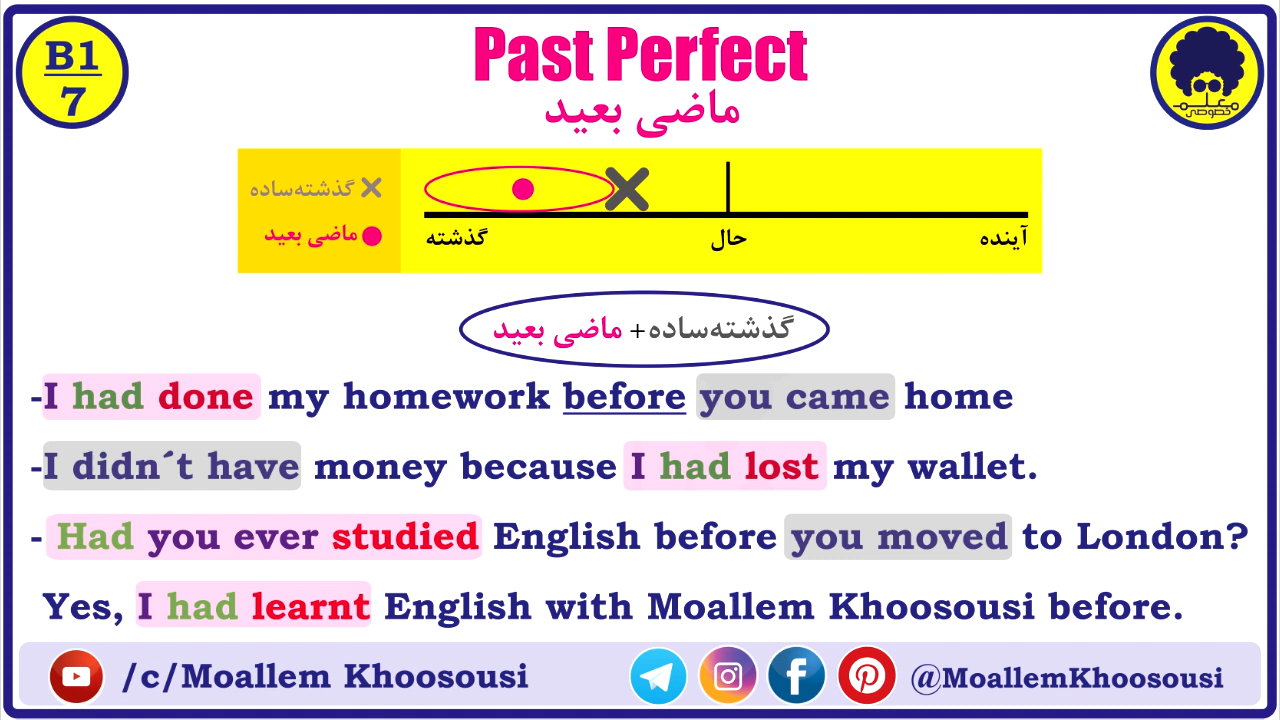 B1
7
Past Perfect
ماضی بعید
معلم
خصوصی
گذشته‌ساده
ماضی بعید
گذشته
حال
آینده
گذشته‌ساده + ماضی بعید
-I had done my homework before you came home
-I didn´t have money because I had lost my wallet.
- Had you ever studied English before you moved to London?
Yes, I had learnt English with Moallem Khoosousi before.
/c/Moallem Khoosousi
@MoallemKhoosousi